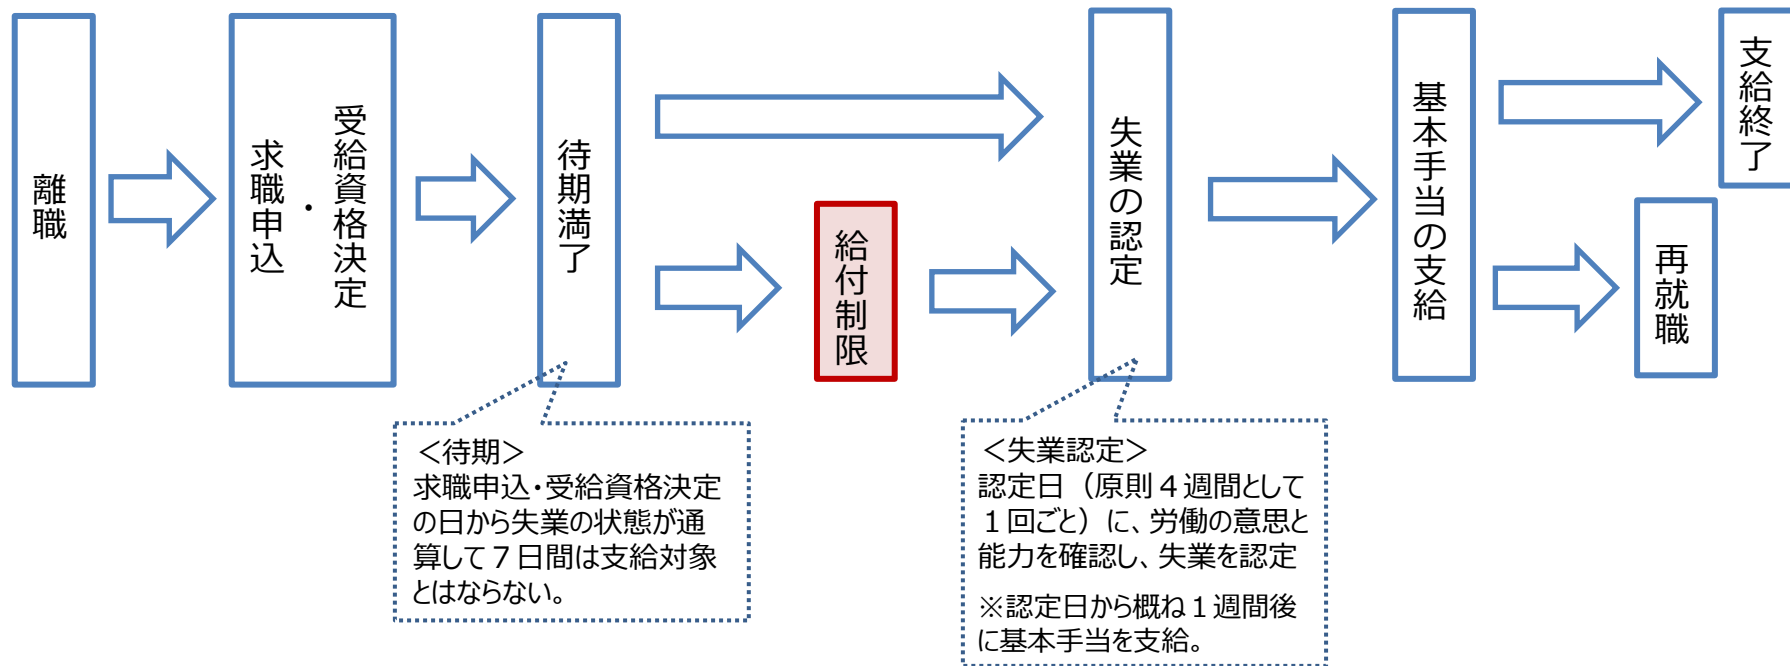 離職
受給資格決定
・
求職申込
待期満了
給付制限
失業の認定
基本手当の支給
支給終了
再就職
＜待期＞
求職申込・受給資格決定
の日から失業の状態が通
算して７日間は支給対象
とはならない。
＜失業認定＞
認定日（原則４週間として
１回ごと）に、労働の意思と
能力を確認し、失業を認定
※認定日から概ね１週間後
に基本手当を支給。